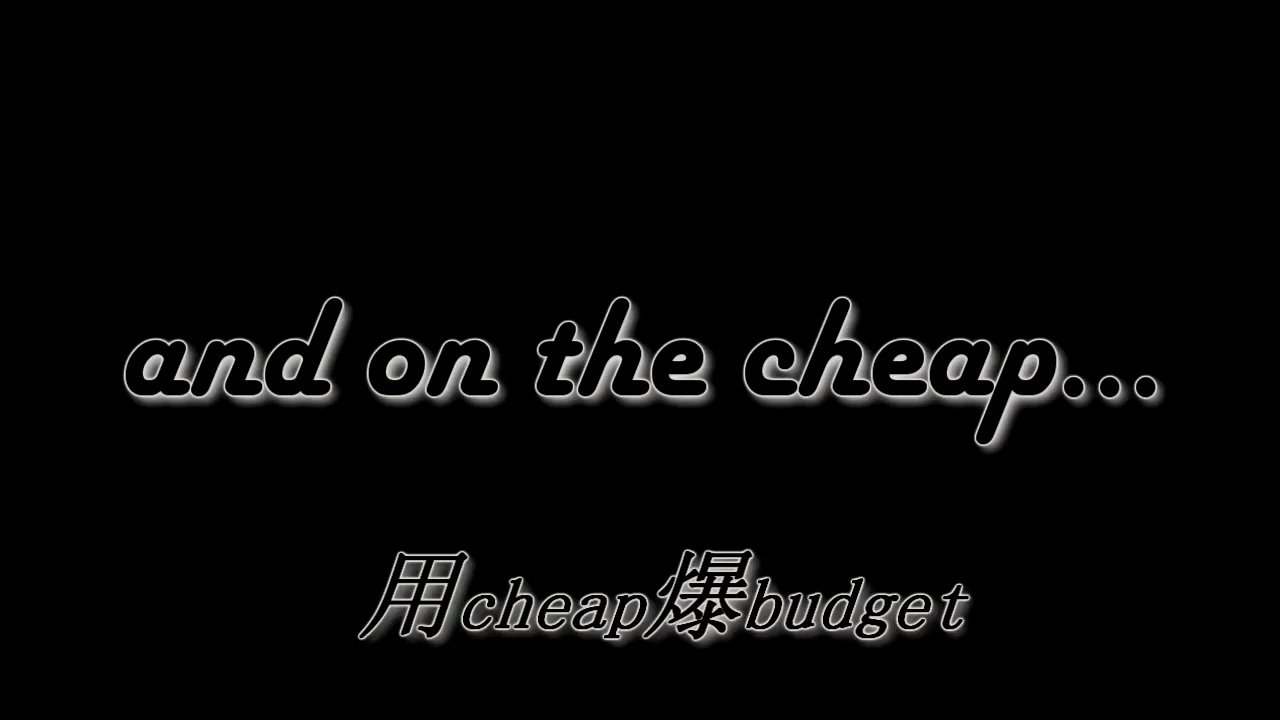 and on the cheap...
用cheap爆budget